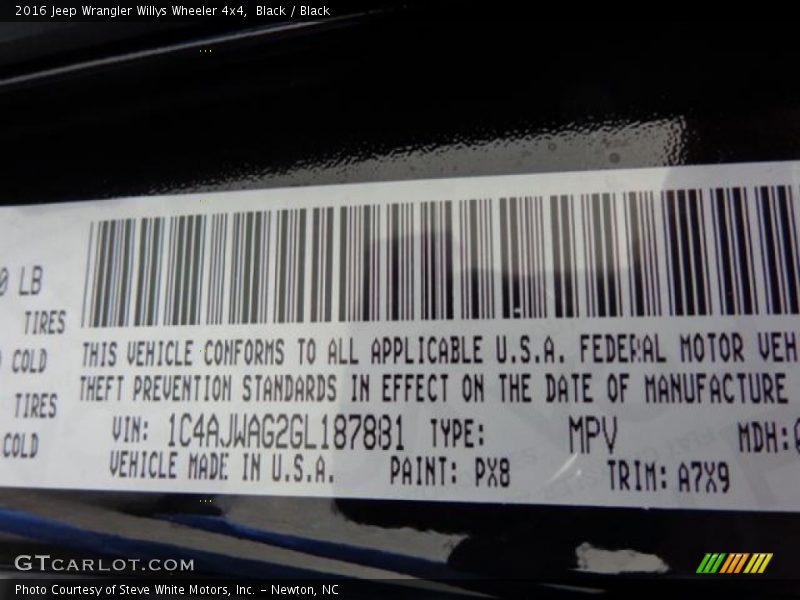 2016 Jeep Wrangler Willys Wheeler 4x4, Black / Black
0 LB
TIRES
COLD
TIRES
COLD
THIS VEHICLE CONFORMS TO ALL APPLICABLE U.S.A. FEDERAL MOTOR VEH
THEFT PREVENTION STANDARDS IN EFFECT ON THE DATE OF MANUFACTURE
VIN: 1C4AJWAG2GL187881 TYPE: MPV MDH:
VEHICLE MADE IN U.S.A. PAINT: PX8 TRIM: A7X9
GTCARLOT.COM
Photo Courtesy of Steve White Motors, Inc. - Newton, NC